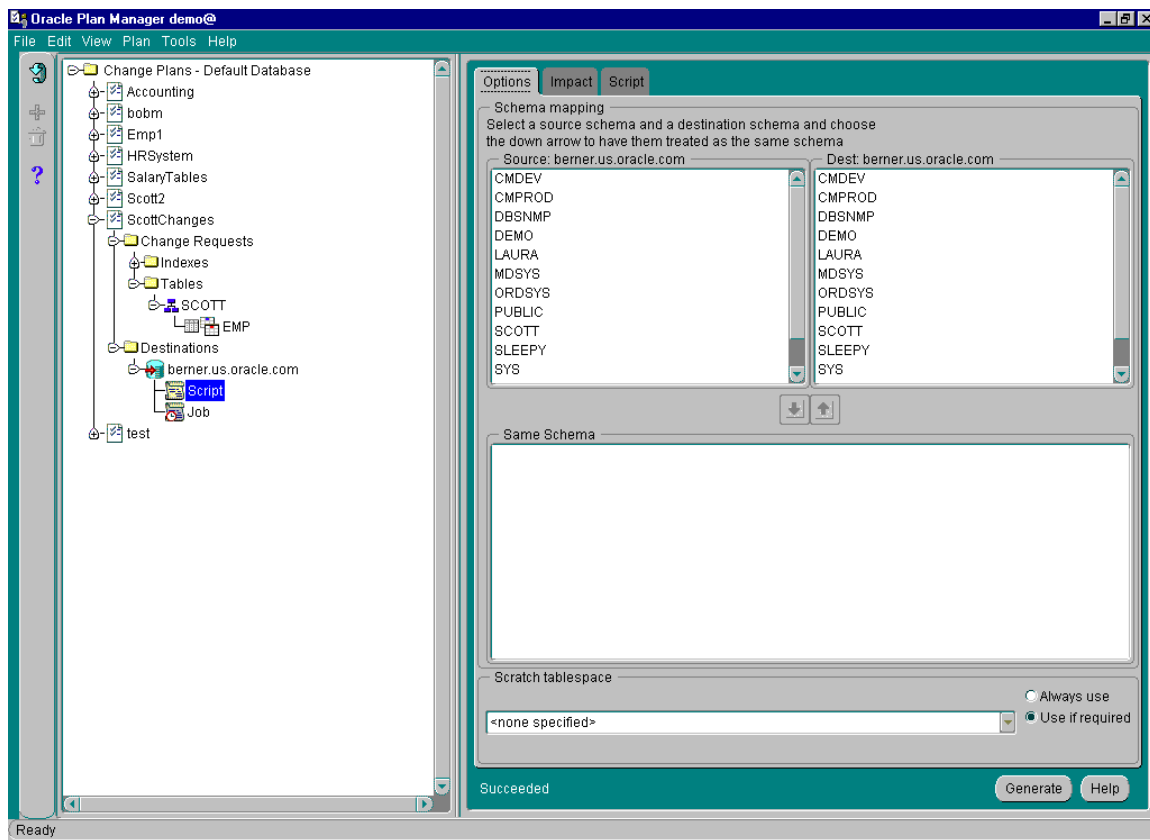 Oracle Plan Manager demo@
File Edit View Plan Tools Help
Change Plans - Default Database
Accounting
bobm
Emp1
HRSystem
SalaryTables
Scott2
ScottChanges
Change Requests
Indexes
Tables
SCOTT
EMP
Destinations
berner.us.oracle.com
Script
Job
test
Options Impact Script
Schema mapping
Select a source schema and a destination schema and choose
the down arrow to have them treated as the same schema
Source: berner.us.oracle.com
CMDEV
CMPROD
DBSNMP
DEMO
LAURA
MDSYS
ORDSYS
PUBLIC
SCOTT
SLEEPY
SYS
Dest: berner.us.oracle.com
CMDEV
CMPROD
DBSNMP
DEMO
LAURA
MDSYS
ORDSYS
PUBLIC
SCOTT
SLEEPY
SYS
Same Schema
Scratch tablespace
<none specified>
Always use
Use if required
Succeeded
Generate Help
Ready